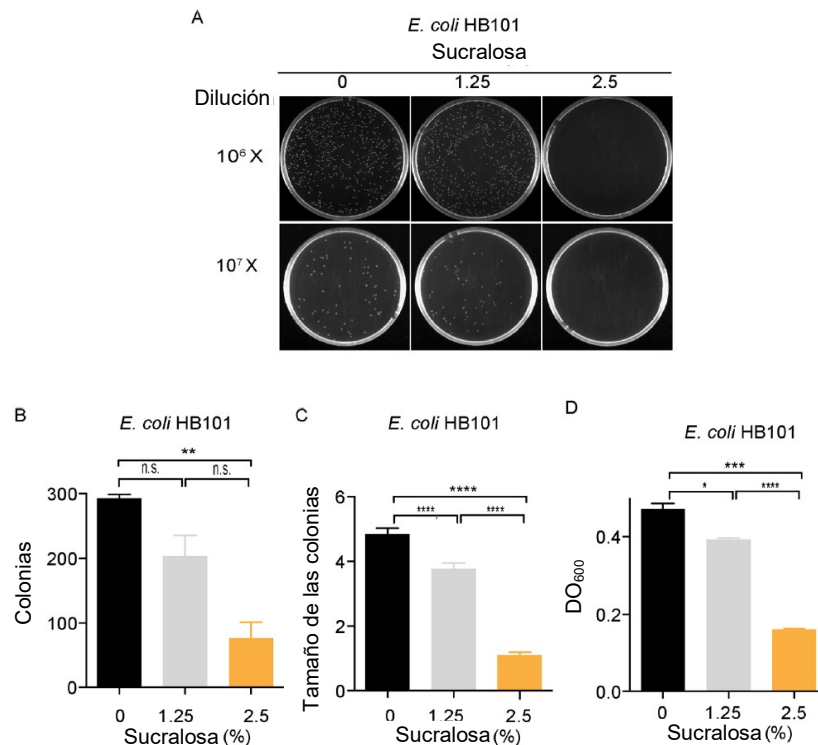 A
E. coli HB101
Sucralosa
0 1.25 2.5
Dilución
10⁶ X
10⁷ X
B
E. coli HB101
**
n.s. n.s.
300
200
100
0
Colonias
0 1.25 2.5
Sucralosa (%)
C
E. coli HB101
****
**** ****
6
4
2
0
Tamaño de las colonias
0 1.25 2.5
Sucralosa (%)
D
E. coli HB101
***
* ****
0.4
0.2
0.0
DO₆₀₀
0 1.25 2.5
Sucralosa (%)